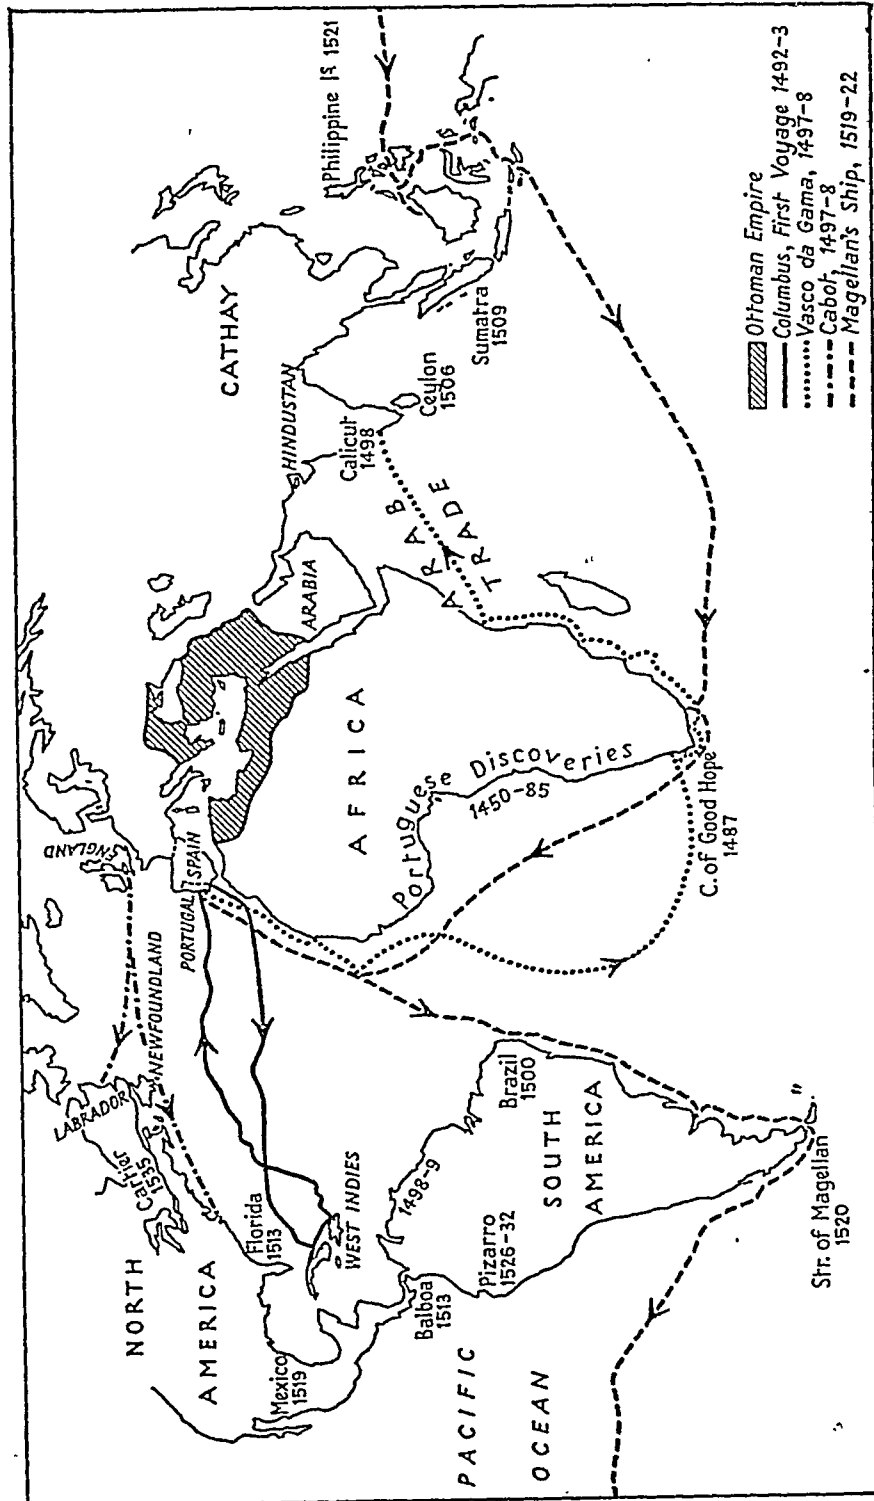 NORTH
AMERICA
LABRADOR
Cartier
1535
NEWFOUNDLAND
Florida
1513
Mexico
1519
WEST INDIES
Balboa
1513
1498-9
Pizarro
1526-32
SOUTH
AMERICA
Brazil
1500
PACIFIC
OCEAN
Str. of Magellan
1520
ENGLAND
PORTUGAL
SPAIN
AFRICA
Portuguese Discoveries
1450-85
C. of Good Hope
1487
ARABIA
ARAB
TRADE
HINDUSTAN
Calicut
1498
Ceylon
1506
CATHAY
Sumatra
1509
Philippine Is 1521
Ottoman Empire
Columbus, First Voyage 1492-3
Vasco da Gama, 1497-8
Cabot, 1497-8
Magellan's Ship, 1519-22